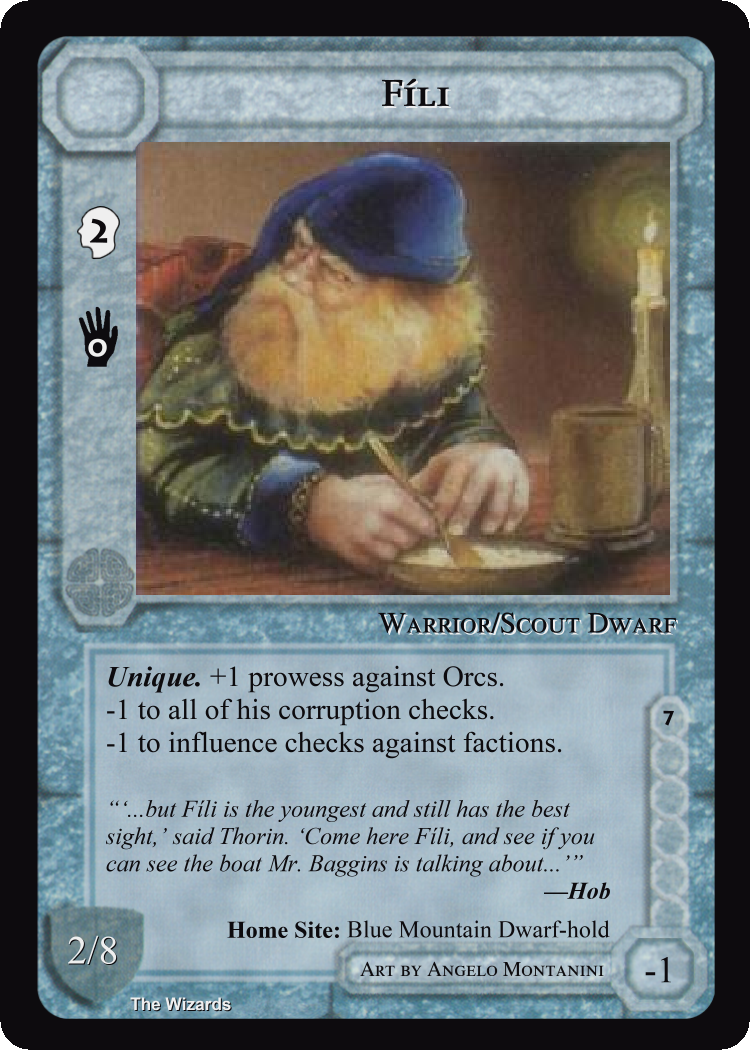 Fíli
2
0
Warrior/Scout Dwarf
Unique. +1 prowess against Orcs.
-1 to all of his corruption checks.
-1 to influence checks against factions.
7
“‘...but Fíli is the youngest and still has the best
sight,’ said Thorin. ‘Come here Fíli, and see if you
can see the boat Mr. Baggins is talking about...’”
—Hob
Home Site: Blue Mountain Dwarf-hold
2/8
Art by Angelo Montanini
-1
The Wizards